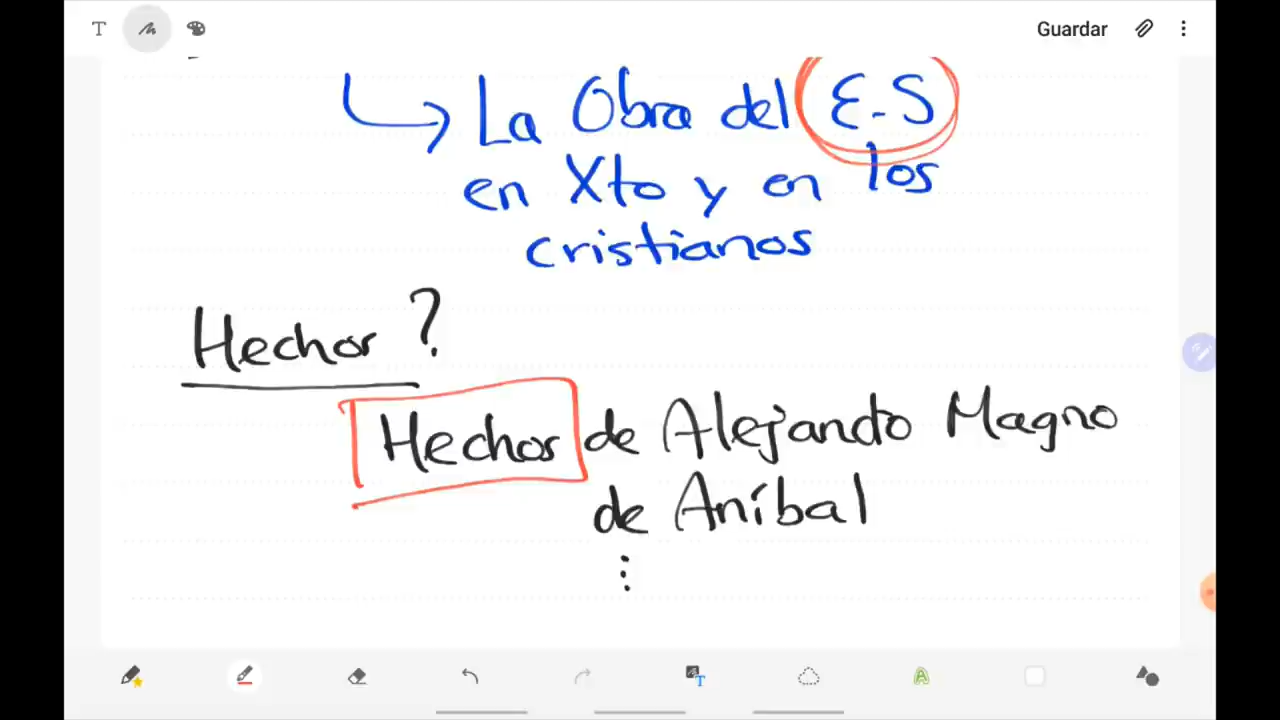 Guardar
La Obra del E.S
en Xto y en los
cristianos
Hechos ?
Hechos de Alejando Magno
de Aníbal
⋮